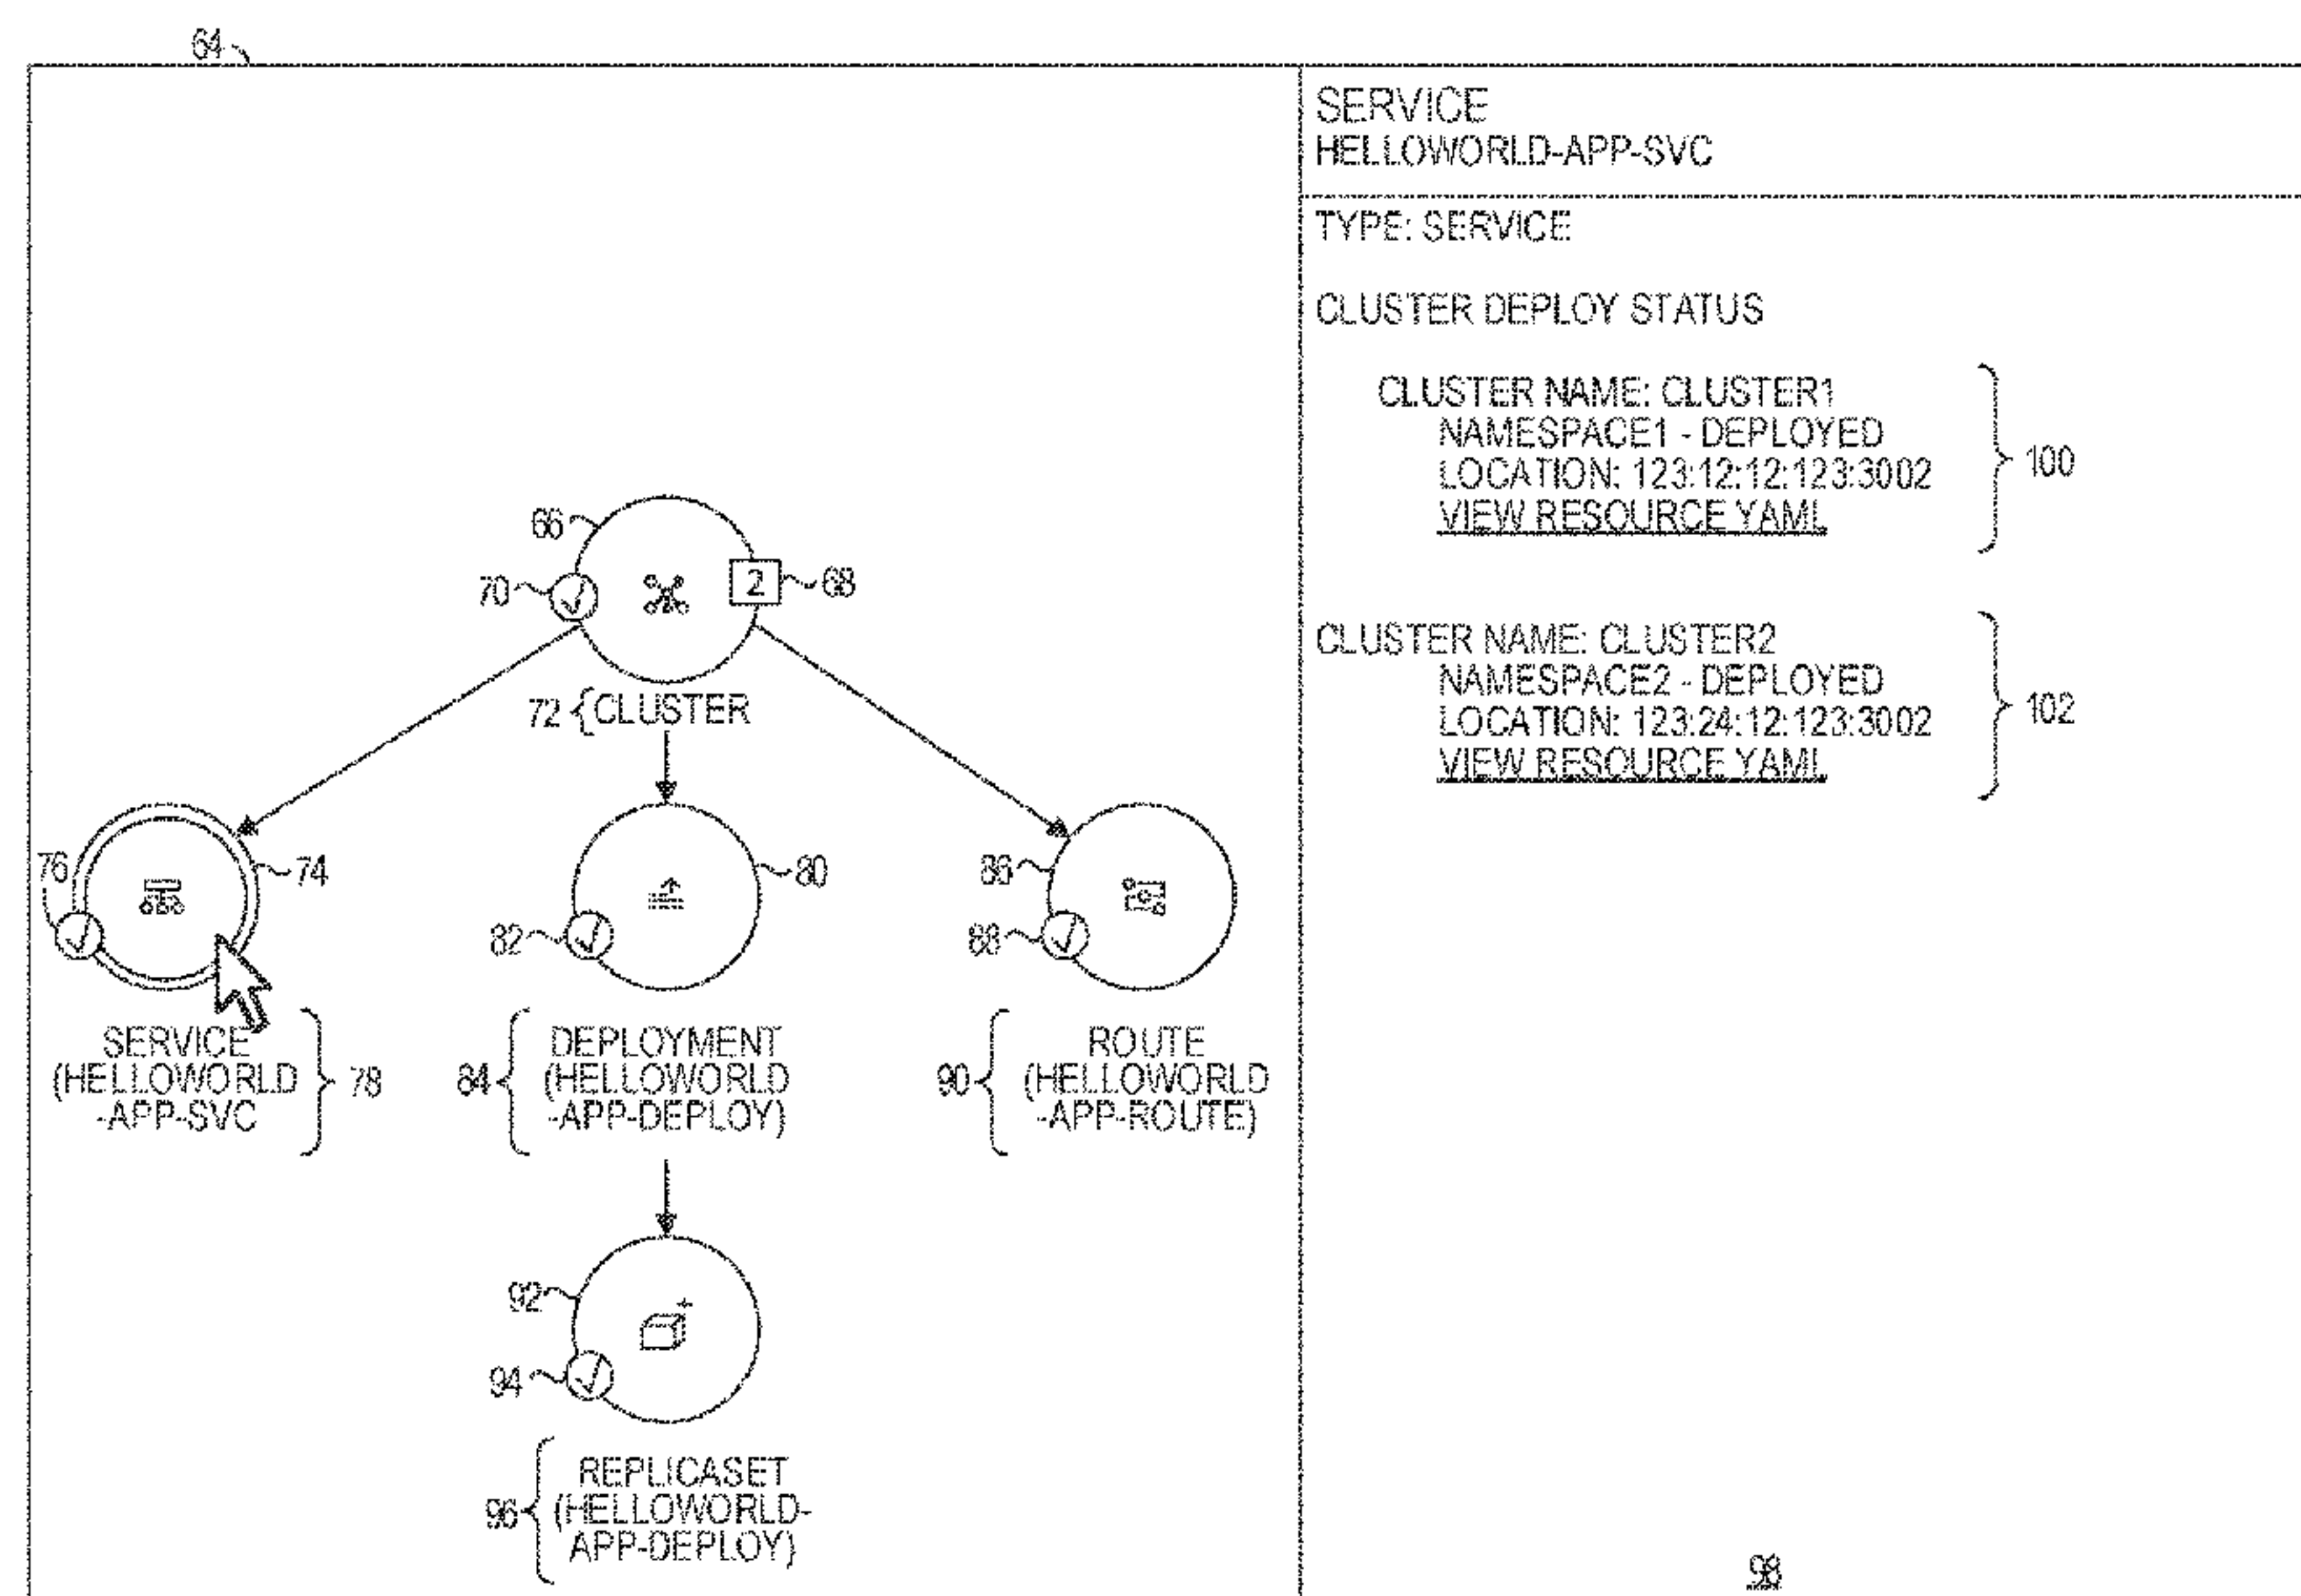 64
SERVICE
HELLOWORLD-APP-SVC
TYPE: SERVICE
CLUSTER DEPLOY STATUS
CLUSTER NAME: CLUSTER1
NAMESPACE1 - DEPLOYED
LOCATION: 123:12:12:123:3002
VIEW RESOURCE YAML
100
CLUSTER NAME: CLUSTER2
NAMESPACE2 - DEPLOYED
LOCATION: 123:24:12:123:3002
VIEW RESOURCE YAML
102
66
70
2
68
72
CLUSTER
76
74
80
82
86
88
SERVICE
(HELLOWORLD
-APP-SVC
78
84
DEPLOYMENT
(HELLOWORLD
-APP-DEPLOY)
90
ROUTE
(HELLOWORLD
-APP-ROUTE)
92
94
96
REPLICASET
(HELLOWORLD-
APP-DEPLOY)
98